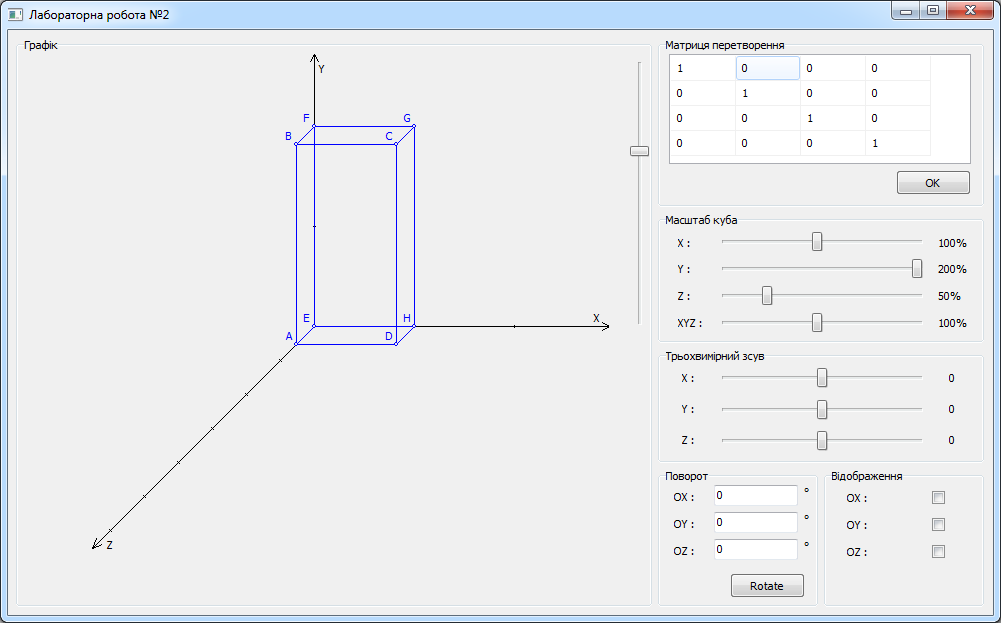 Лабораторна робота №2
Графік
Y
F G
B C
E H X
A D
Z
Матриця перетворення
1 0 0 0
0 1 0 0
0 0 1 0
0 0 0 1
OK
Масштаб куба
X : 100%
Y : 200%
Z : 50%
XYZ : 100%
Трьохвимірний зсув
X : 0
Y : 0
Z : 0
Поворот
OX : 0 °
OY : 0 °
OZ : 0 °
Rotate
Відображення
OX :
OY :
OZ :